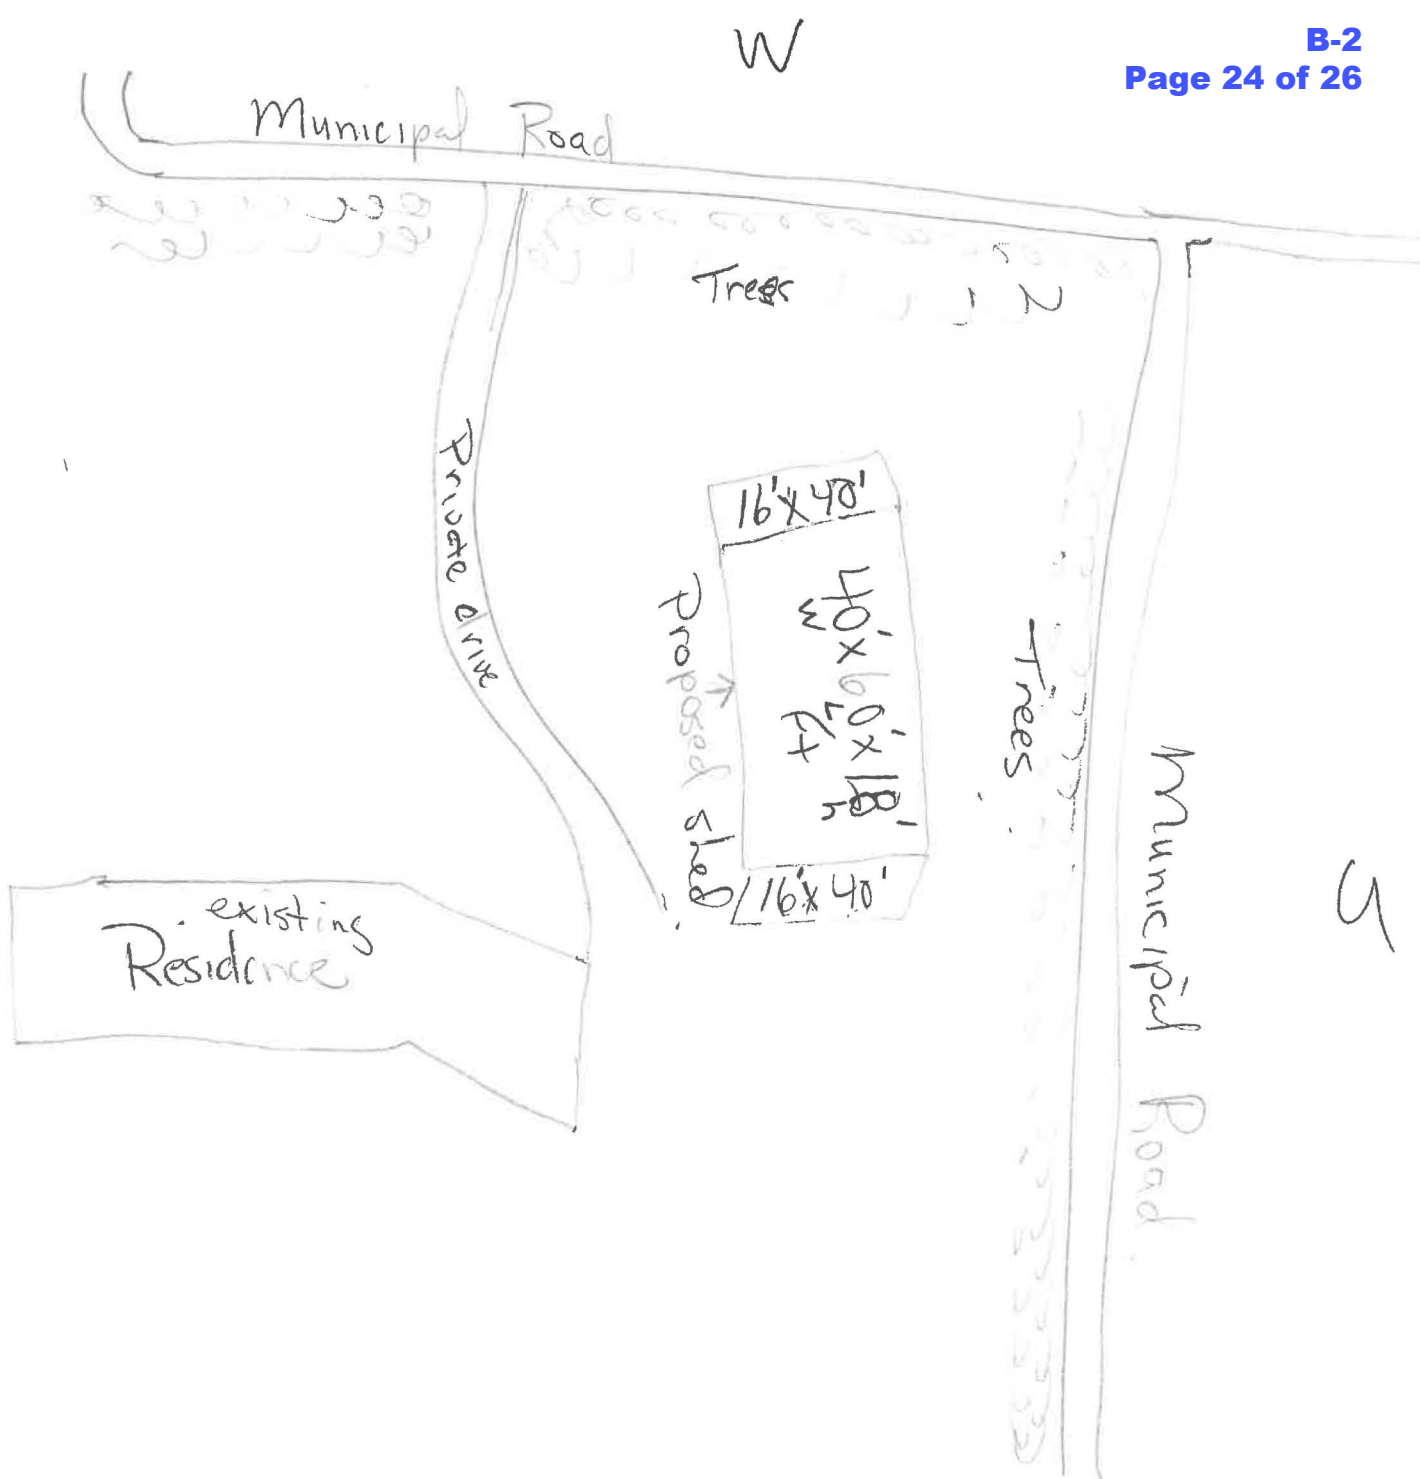 B-2
Page 24 of 26
W
Municipal Road
Trees
Private drive
16'x40'
40'x60'x18'
W L h
Ft
Proposed shed
16'x40'
Trees
Municipal Road
existing
Residence